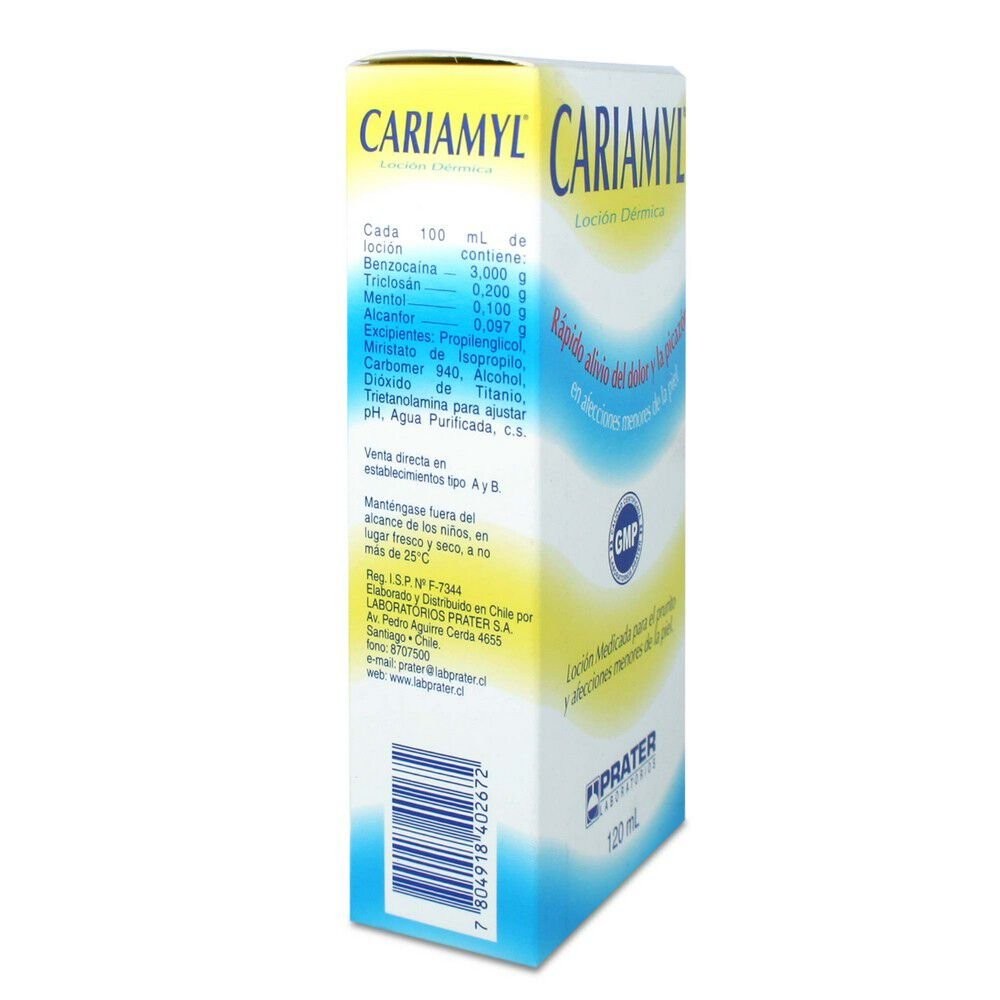 CARIAMYL®
Loción Dérmica
Cada 100 mL de
loción contiene:
Benzocaína — 3,000 g
Triclosán — 0,200 g
Mentol — 0,100 g
Alcanfor — 0,097 g
Excipientes: Propilenglicol,
Miristato de Isopropilo,
Carbomer 940, Alcohol,
Dióxido de Titanio,
Trietanolamina para ajustar
pH, Agua Purificada, c.s.
Venta directa en
establecimientos tipo A y B.
Manténgase fuera del
alcance de los niños, en
lugar fresco y seco, a no
más de 25°C
Reg. I.S.P. Nº F-7344
Elaborado y Distribuido en Chile por
LABORATORIOS PRATER S.A.
Av. Pedro Aguirre Cerda 4655
Santiago • Chile.
fono: 8707500
e-mail: prater@labprater.cl
web: www.labprater.cl
7 804918 402672
CARIAMYL
Loción Dérmica
Rápido alivio del dolor y la
en afecciones menores de la piel.
GMP
Loción Medicada para el prurito
y afecciones menores de la piel.
PRATER
LABORATORIOS
120 mL